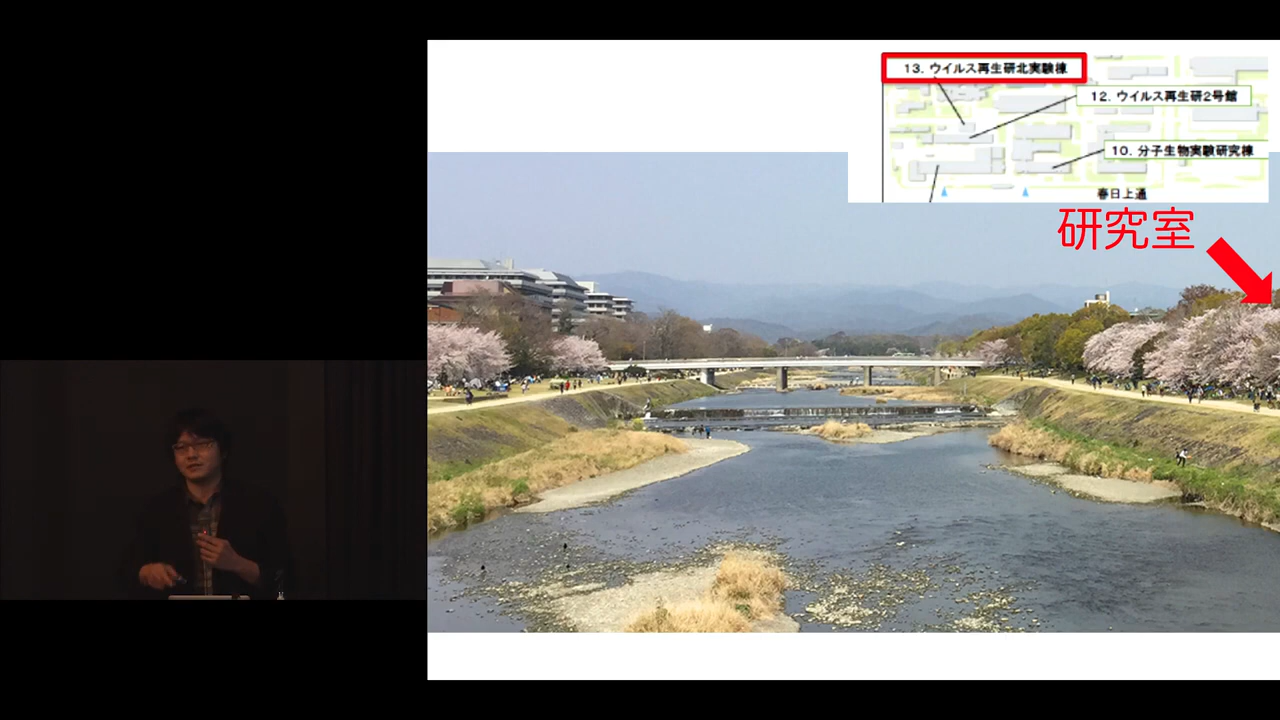 13. ウイルス再生研北実験棟
12. ウイルス再生研2号館
10. 分子生物実験研究棟
春日上通
研究室